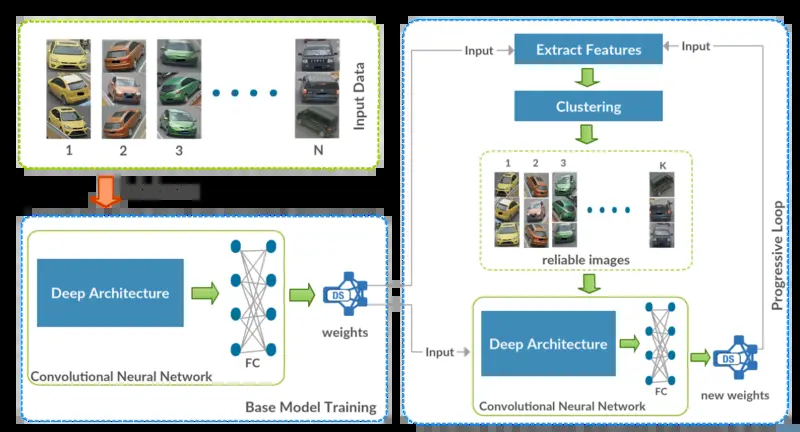 Input Data
1 2 3 N
Deep Architecture
FC
DS
weights
Convolutional Neural Network
Base Model Training
Input
Extract Features
Input
Clustering
1 2 3 K
reliable images
Progressive Loop
Input
Deep Architecture
FC
DS
new weights
Convolutional Neural Network